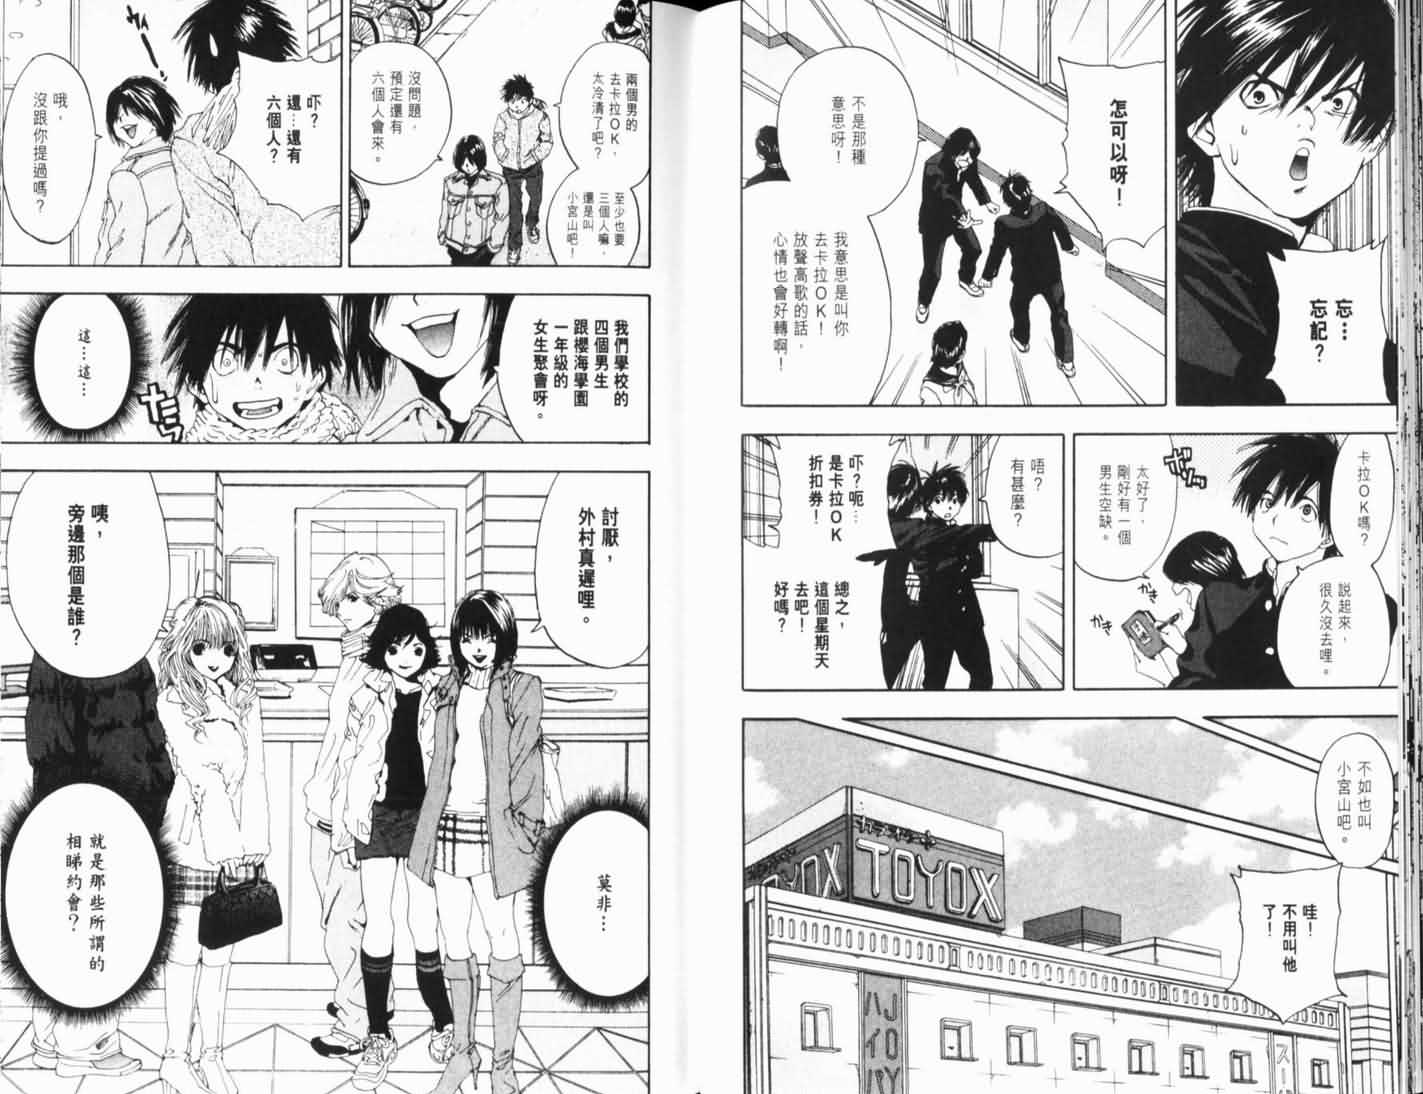 忘…
忘記？
怎可以呀！
不是那種
意思呀！
我意思是叫你
去卡拉OK！
放聲高歌的話，
心情也會好轉啊！
卡拉OK嗎？
說起來，
很久沒去哩。
太好了，
剛好有一個
男生空缺。
かき
かき
唔？
有甚麼？
吓？呃…
是卡拉OK
折扣券！
總之，
這個星期天
去吧！
好嗎？
不如也叫
小宮山吧。
哇！
不用叫他
了！
TOYOX
JOY
ハイパ
スー
兩個男的
去卡拉OK，
太冷清了吧？
至少也要
三個人嘛，
還是叫
小宮山吧！
沒問題，
預定還有
六個人會來。
吓？
還…還有
六個人？
哦，
沒跟你提過嗎？
我們學校的
四個男生
跟櫻海學園
一年級的
女生聚會呀。
這…這…
討厭，
外村真遲哩。
咦，
旁邊那個是誰？
莫非…
就是那些所謂的
相睇約會？